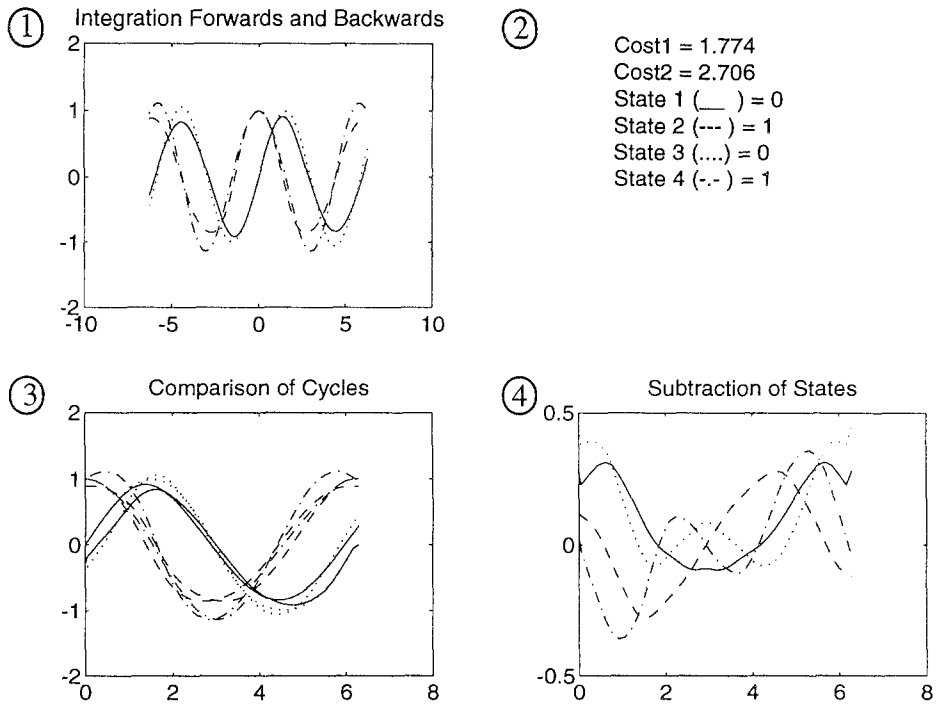 ① Integration Forwards and Backwards
2
1
0
-1
-2
-10 -5 0 5 10
②
Cost1 = 1.774
Cost2 = 2.706
State 1 (__ ) = 0
State 2 (---) = 1
State 3 (....) = 0
State 4 (-.-) = 1
③ Comparison of Cycles
2
1
0
-1
-2
0 2 4 6 8
④ Subtraction of States
0.5
0
-0.5
0 2 4 6 8